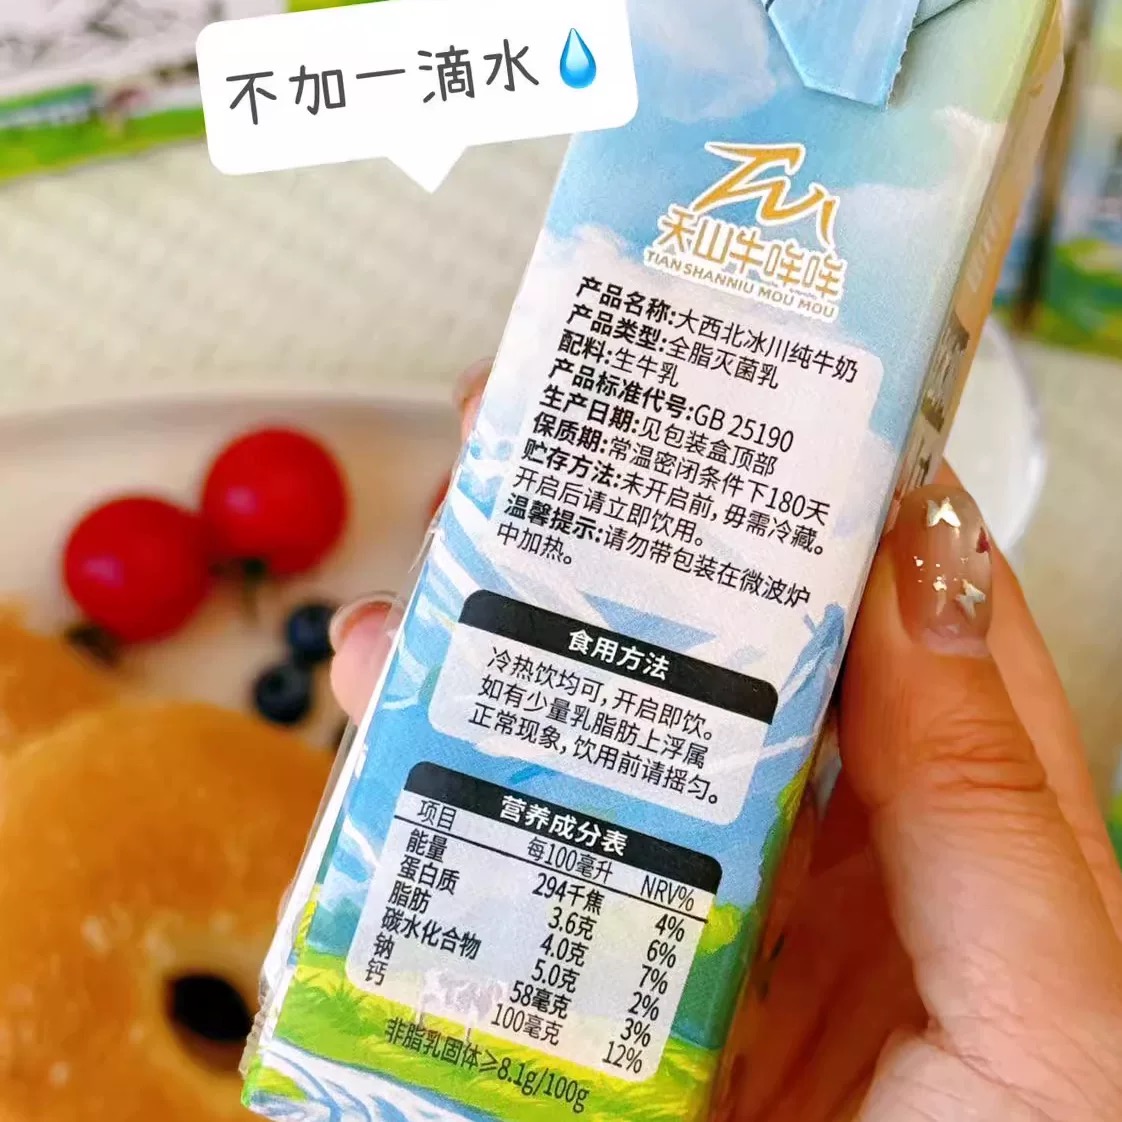 不加一滴水
天山牛哞哞
TIAN SHANNIU MOU MOU
产品名称:大西北冰川纯牛奶
产品类型:全脂灭菌乳
配料:生牛乳
产品标准代号:GB 25190
生产日期:见包装盒顶部
保质期:常温密闭条件下180天
贮存方法:未开启前,毋需冷藏。
开启后请立即饮用。
温馨提示:请勿带包装在微波炉
中加热。
食用方法
冷热饮均可,开启即饮。
如有少量乳脂肪上浮属
正常现象,饮用前请摇匀。
营养成分表
项目 每100毫升 NRV%
能量 294千焦 4%
蛋白质 3.6克 6%
脂肪 4.0克 7%
碳水化合物 5.0克 2%
钠 58毫克 3%
钙 100毫克 12%
非脂乳固体≥8.1g/100g